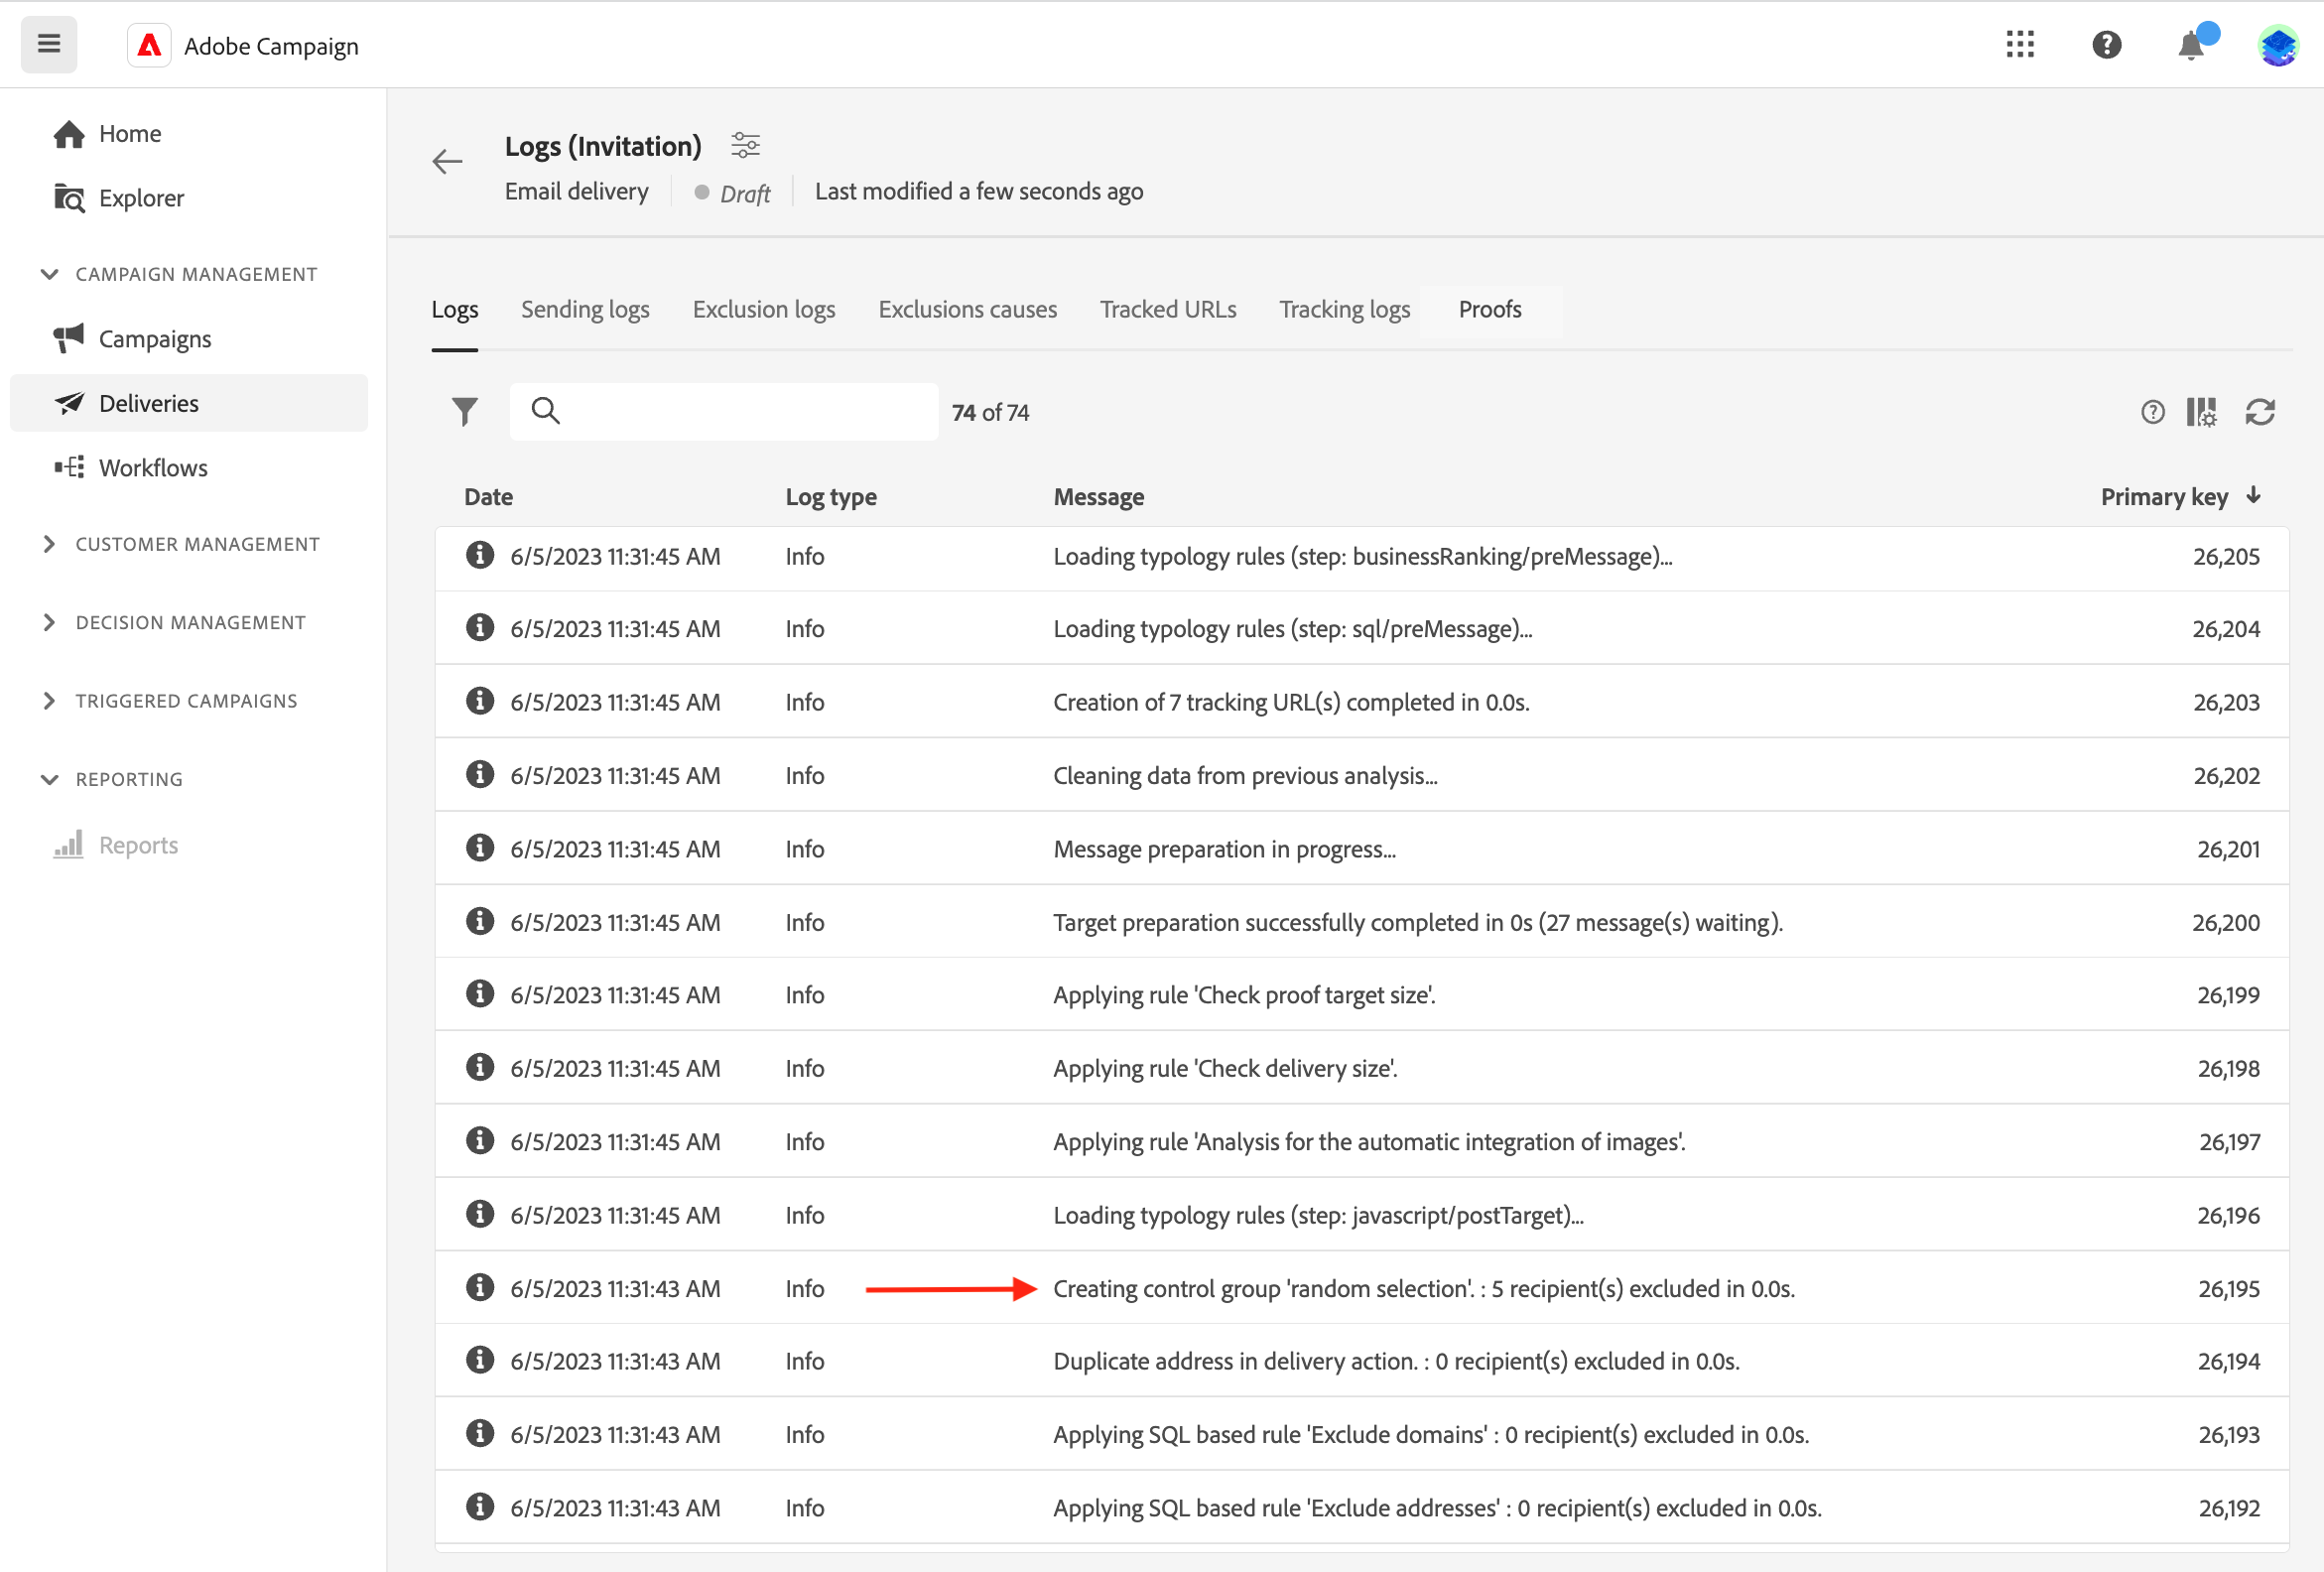 Adobe Campaign
Home
Explorer
CAMPAIGN MANAGEMENT
Campaigns
Deliveries
Workflows
CUSTOMER MANAGEMENT
DECISION MANAGEMENT
TRIGGERED CAMPAIGNS
REPORTING
Reports
Logs (Invitation)
Email delivery Draft Last modified a few seconds ago
Logs Sending logs Exclusion logs Exclusions causes Tracked URLs Tracking logs Proofs
74 of 74
Date Log type Message Primary key
6/5/2023 11:31:45 AM Info Loading typology rules (step: businessRanking/preMessage)... 26,205
6/5/2023 11:31:45 AM Info Loading typology rules (step: sql/preMessage)... 26,204
6/5/2023 11:31:45 AM Info Creation of 7 tracking URL(s) completed in 0.0s. 26,203
6/5/2023 11:31:45 AM Info Cleaning data from previous analysis... 26,202
6/5/2023 11:31:45 AM Info Message preparation in progress... 26,201
6/5/2023 11:31:45 AM Info Target preparation successfully completed in 0s (27 message(s) waiting). 26,200
6/5/2023 11:31:45 AM Info Applying rule 'Check proof target size'. 26,199
6/5/2023 11:31:45 AM Info Applying rule 'Check delivery size'. 26,198
6/5/2023 11:31:45 AM Info Applying rule 'Analysis for the automatic integration of images'. 26,197
6/5/2023 11:31:45 AM Info Loading typology rules (step: javascript/postTarget)... 26,196
6/5/2023 11:31:43 AM Info Creating control group 'random selection'. : 5 recipient(s) excluded in 0.0s. 26,195
6/5/2023 11:31:43 AM Info Duplicate address in delivery action. : 0 recipient(s) excluded in 0.0s. 26,194
6/5/2023 11:31:43 AM Info Applying SQL based rule 'Exclude domains' : 0 recipient(s) excluded in 0.0s. 26,193
6/5/2023 11:31:43 AM Info Applying SQL based rule 'Exclude addresses' : 0 recipient(s) excluded in 0.0s. 26,192